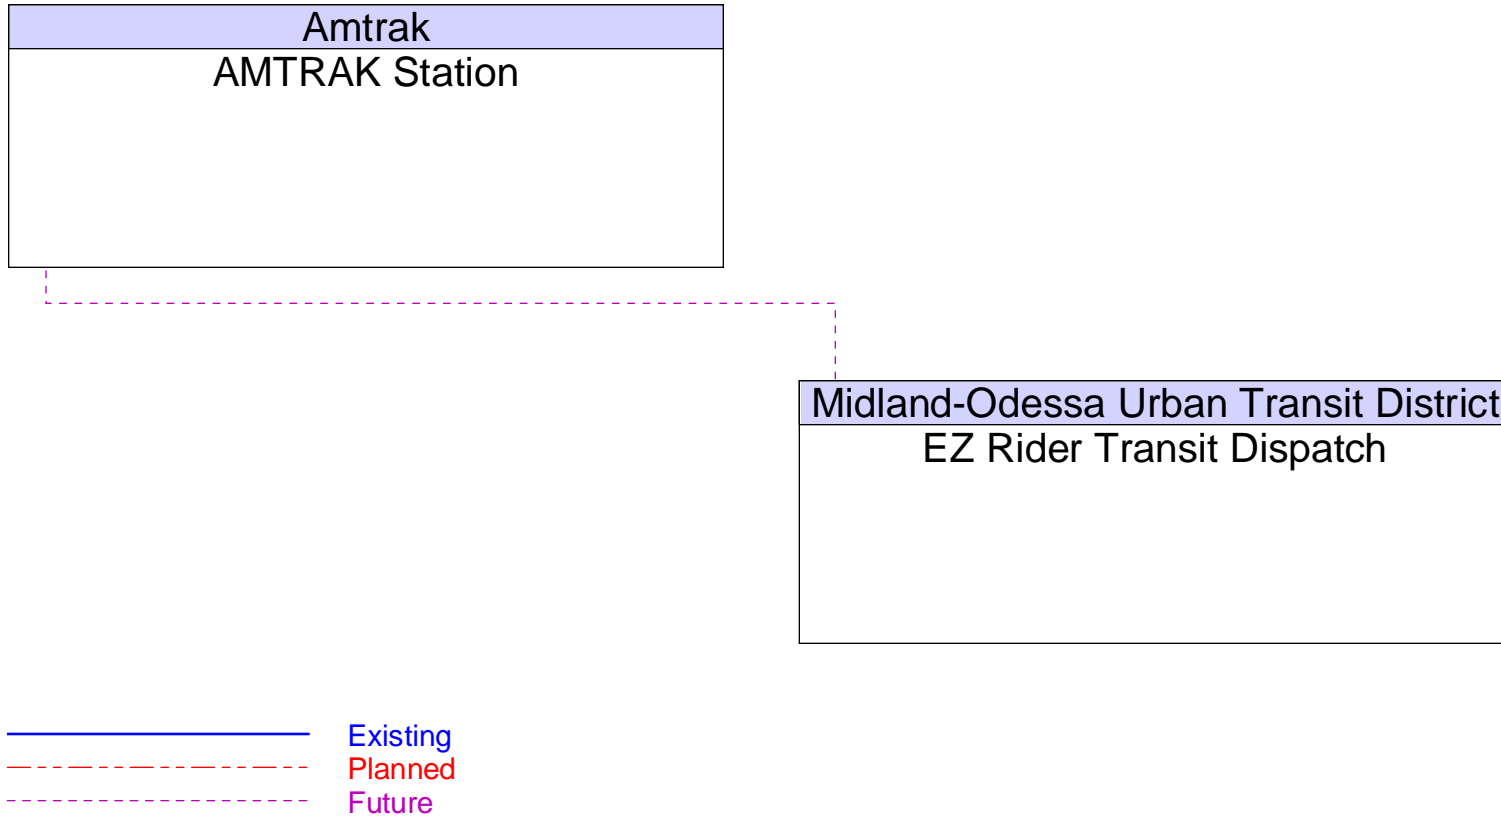 Amtrak
AMTRAK Station
Midland-Odessa Urban Transit District
EZ Rider Transit Dispatch
Existing
Planned
Future